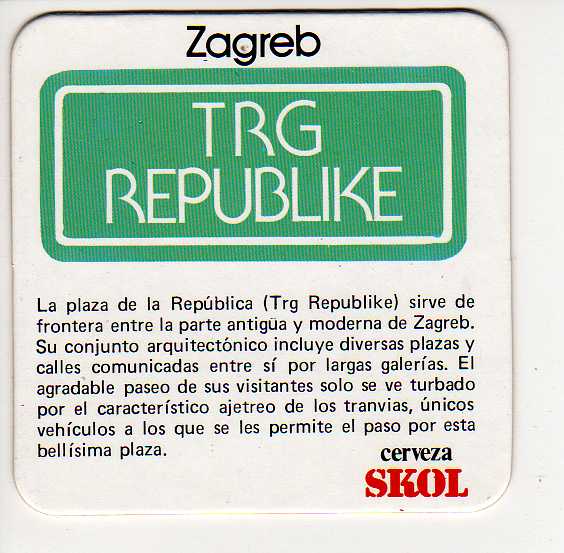 Zagreb
TRG
REPUBLIKE
La plaza de la República (Trg Republike) sirve de
frontera entre la parte antigüa y moderna de Zagreb.
Su conjunto arquitectónico incluye diversas plazas y
calles comunicadas entre sí por largas galerías. El
agradable paseo de sus visitantes solo se ve turbado
por el característico ajetreo de los tranvias, únicos
vehículos a los que se les permite el paso por esta
bellísima plaza.
cerveza
SKOL